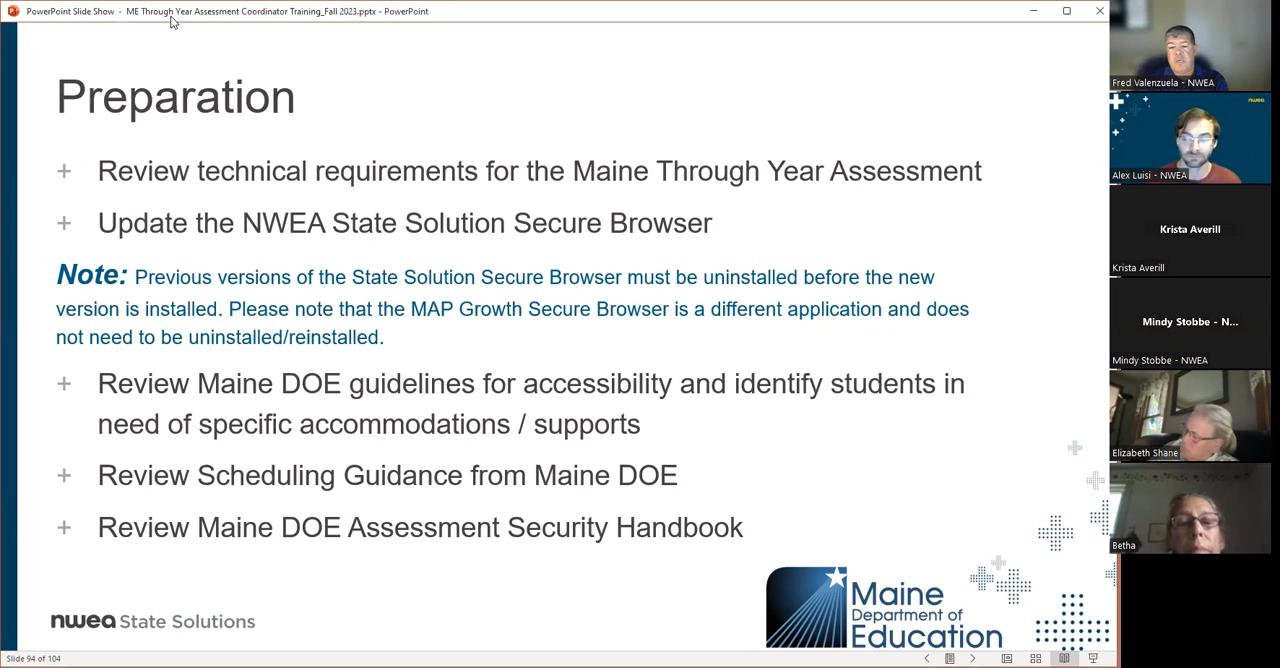 PowerPoint Slide Show - ME Through Year Assessment Coordinator Training_Fall 2023.pptx - PowerPoint
Preparation
+ Review technical requirements for the Maine Through Year Assessment
+ Update the NWEA State Solution Secure Browser
Note: Previous versions of the State Solution Secure Browser must be uninstalled before the new
version is installed. Please note that the MAP Growth Secure Browser is a different application and does
not need to be uninstalled/reinstalled.
+ Review Maine DOE guidelines for accessibility and identify students in
need of specific accommodations / supports
+ Review Scheduling Guidance from Maine DOE
+ Review Maine DOE Assessment Security Handbook
nwea State Solutions
Maine
Department of
Education
Slide 94 of 104
Fred Valenzuela - NWEA
nwea
Alex Luisi - NWEA
Krista Averill
Krista Averill
Mindy Stobbe - N...
Mindy Stobbe - NWEA
Elizabeth Shane
Betha